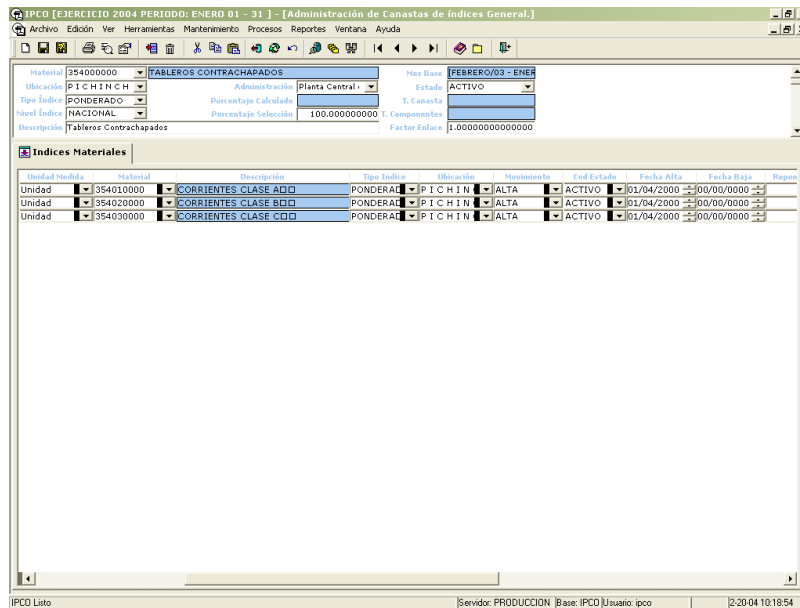 IPCO [EJERCICIO 2004 PERIODO: ENERO 01 - 31 ] - [Administración de Canastas de índices General.]
Archivo Edición Ver Herramientas Mantenimiento Procesos Reportes Ventana Ayuda
Material 354000000 TABLEROS CONTRACHAPADOS Mes Base [FEBRERO/03 - ENER
Ubicación P I C H I N C H Administración Planta Central Estado ACTIVO
Tipo Índice PONDERADO Porcentaje Calculado T. Canasta
Nivel Índice NACIONAL Porcentaje Selección 100.000000000 T. Componentes
Descripción Tableros Contrachapados Factor Enlace 1.00000000000000
Indices Materiales
Unidad Medida Material Descripción Tipo Indice Ubicación Movimiento Cod Estado Fecha Alta Fecha Baja Repon
Unidad 354010000 CORRIENTES CLASE A□□ PONDERAD P I C H I N ALTA ACTIVO 01/04/2000 00/00/0000
Unidad 354020000 CORRIENTES CLASE B□□ PONDERAD P I C H I N ALTA ACTIVO 01/04/2000 00/00/0000
Unidad 354030000 CORRIENTES CLASE C□□ PONDERAD P I C H I N ALTA ACTIVO 01/04/2000 00/00/0000
IPCO Listo Servidor: PRODUCCION Base: IPCO Usuario: ipco 2-20-04 10:18:54